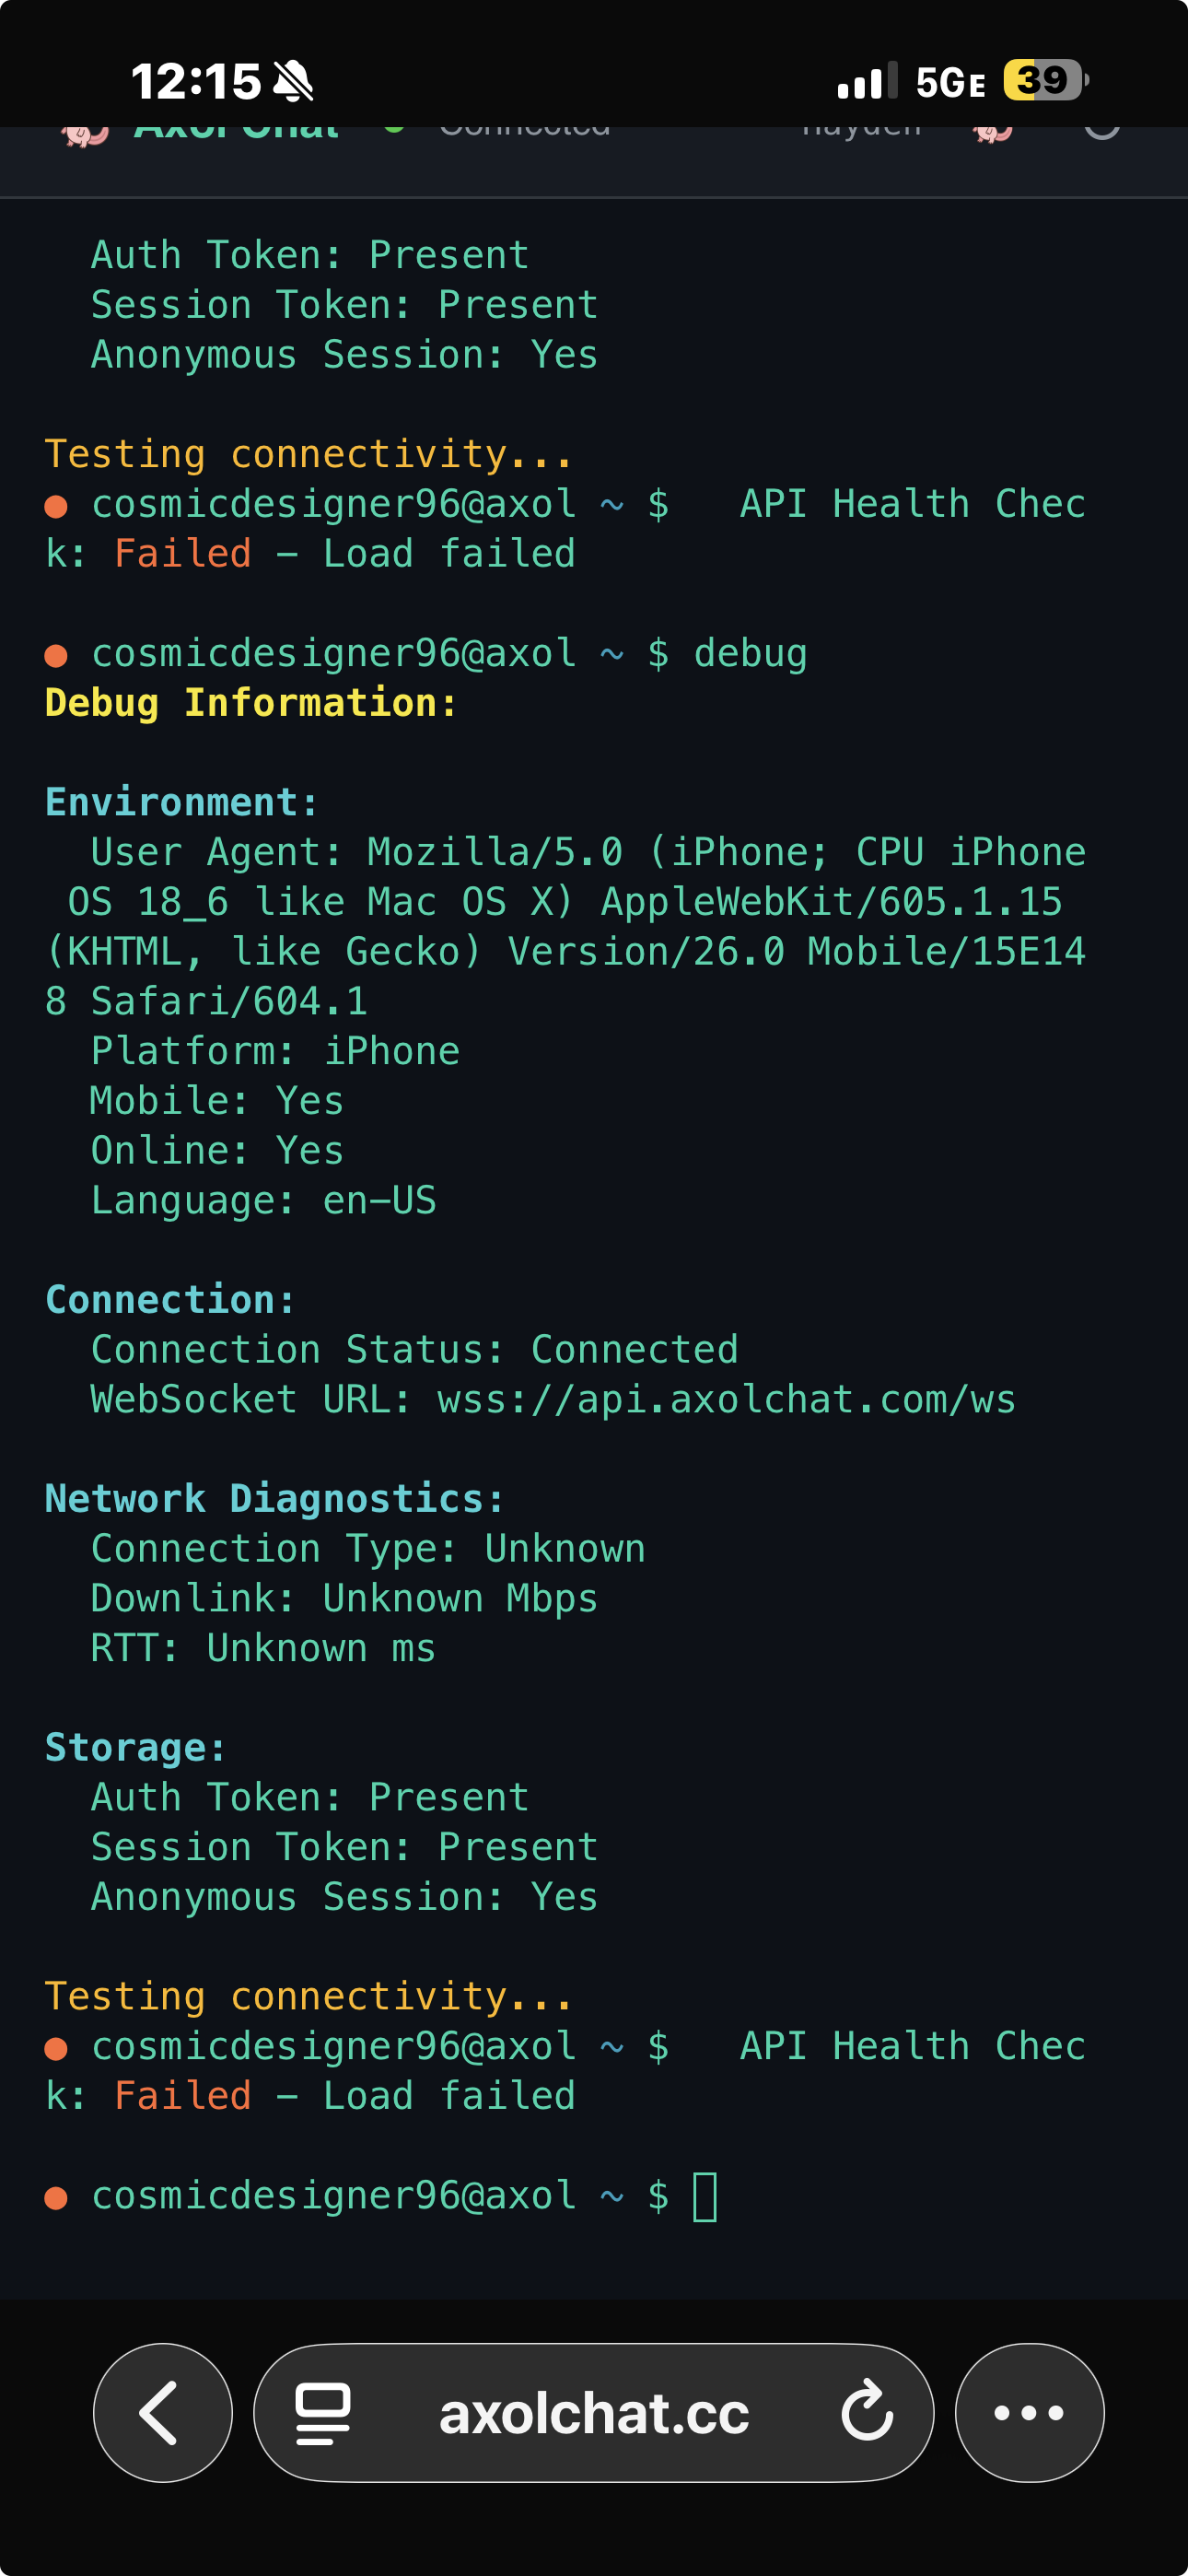 12:15
5GE 39
Axol Chat Connected Hayden
Auth Token: Present
Session Token: Present
Anonymous Session: Yes
Testing connectivity...
● cosmicdesigner96@axol ~ $   API Health Chec
k: Failed – Load failed
● cosmicdesigner96@axol ~ $ debug
Debug Information:
Environment:
User Agent: Mozilla/5.0 (iPhone; CPU iPhone
OS 18_6 like Mac OS X) AppleWebKit/605.1.15
(KHTML, like Gecko) Version/26.0 Mobile/15E14
8 Safari/604.1
Platform: iPhone
Mobile: Yes
Online: Yes
Language: en-US
Connection:
Connection Status: Connected
WebSocket URL: wss://api.axolchat.com/ws
Network Diagnostics:
Connection Type: Unknown
Downlink: Unknown Mbps
RTT: Unknown ms
Storage:
Auth Token: Present
Session Token: Present
Anonymous Session: Yes
Testing connectivity...
● cosmicdesigner96@axol ~ $   API Health Chec
k: Failed – Load failed
● cosmicdesigner96@axol ~ $
axolchat.cc